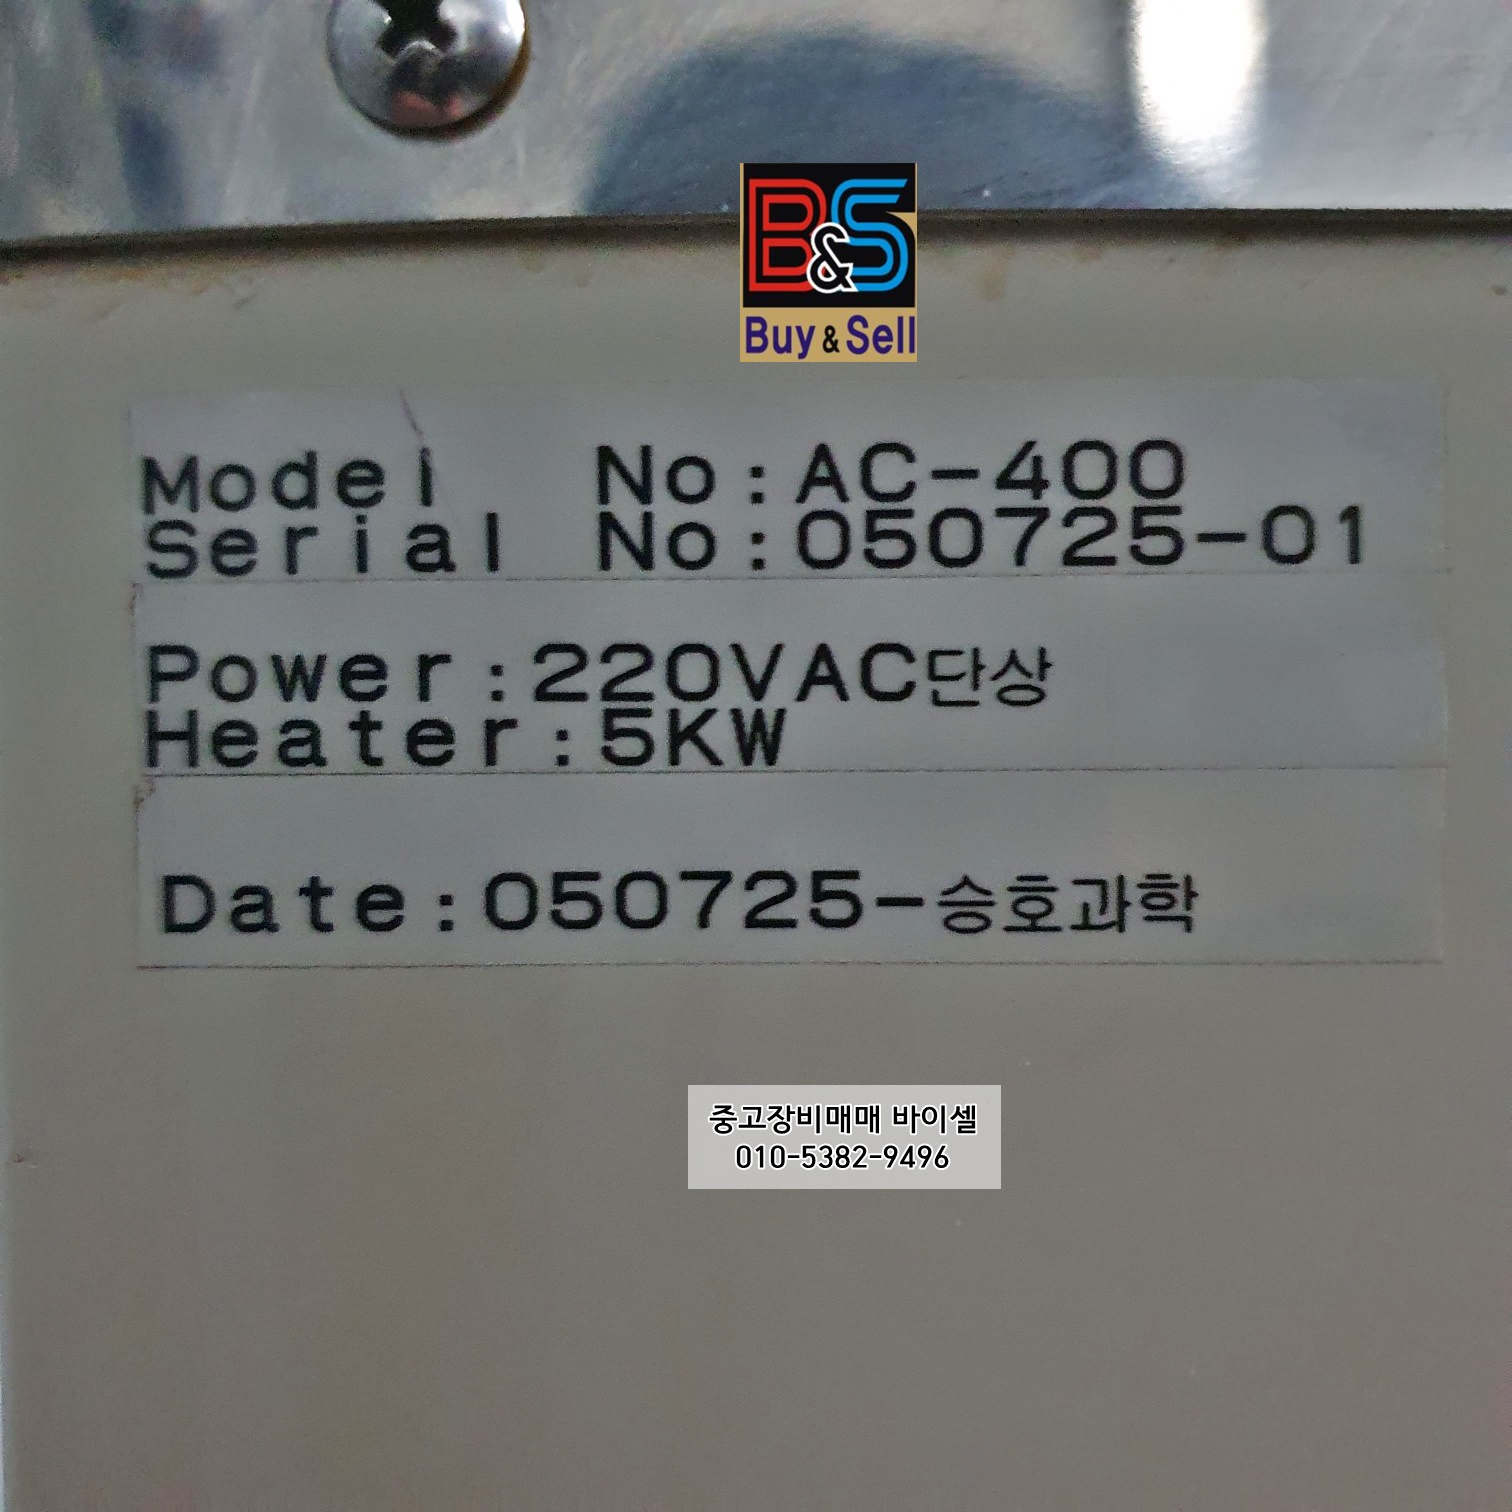 B&S
Buy & Sell
Model No:AC-400
Serial No:050725-01
Power:220VAC단상
Heater:5KW
Date:050725-승호과학
중고장비매매 바이셀
010-5382-9496